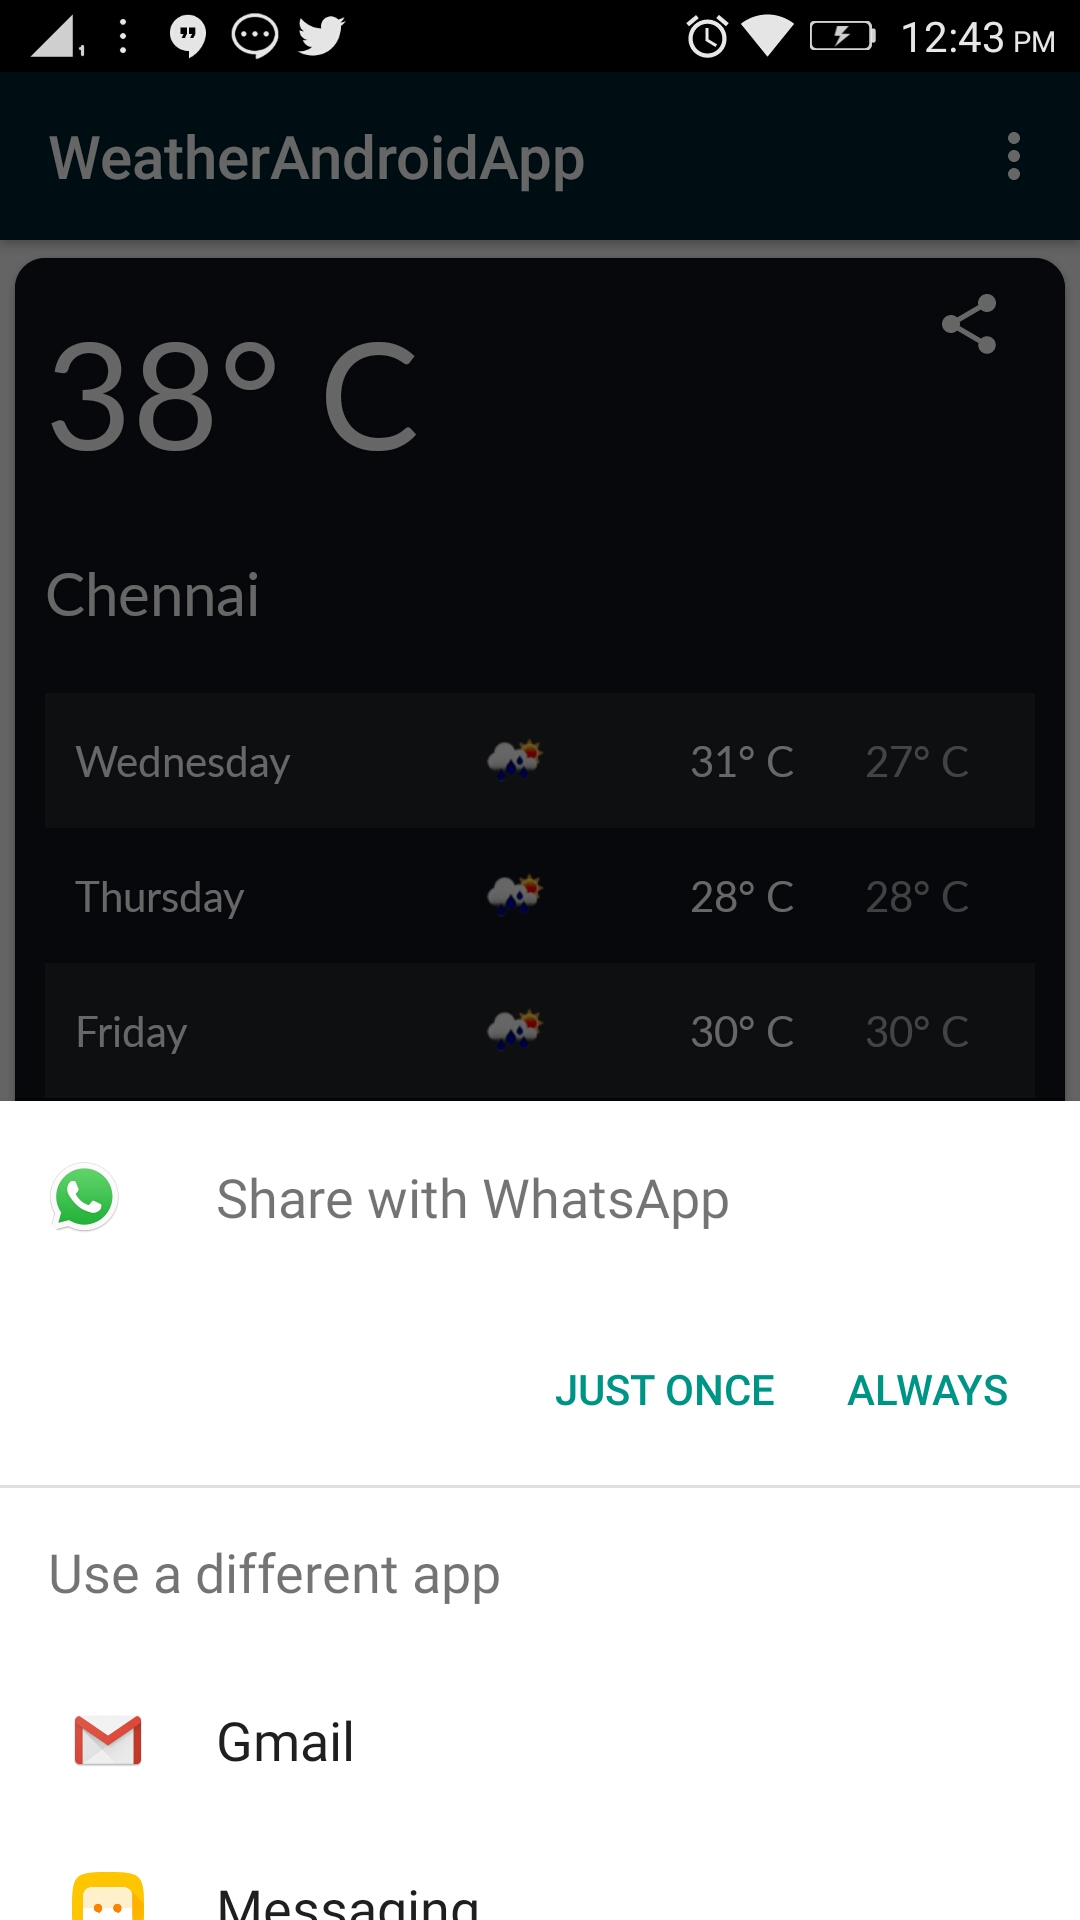 1 12:43 PM
WeatherAndroidApp
38° C
Chennai
Wednesday 31° C 27° C
Thursday 28° C 28° C
Friday 30° C 30° C
Share with WhatsApp
JUST ONCE ALWAYS
Use a different app
Gmail
Messaging